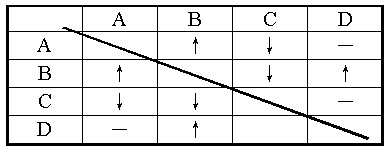 A B C D
A ↑ ↓ —
B ↑ ↓ ↑
C ↓ ↓ —
D — ↑